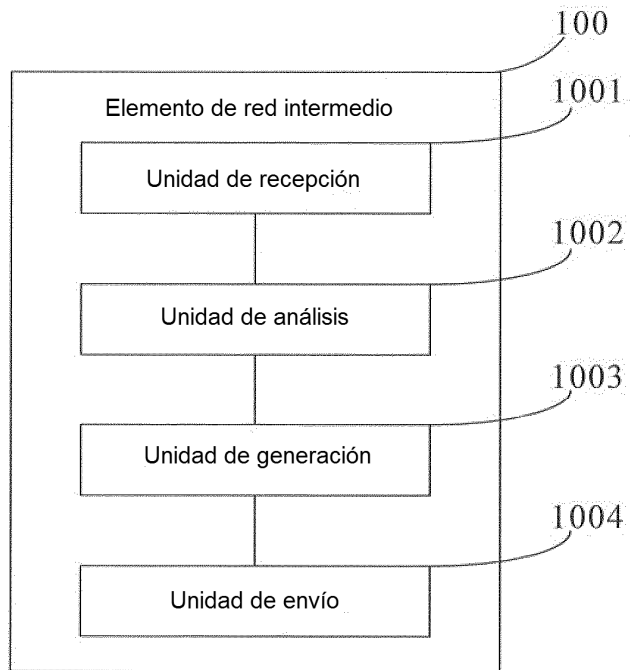 100
Elemento de red intermedio
1001
Unidad de recepción
1002
Unidad de análisis
1003
Unidad de generación
1004
Unidad de envío